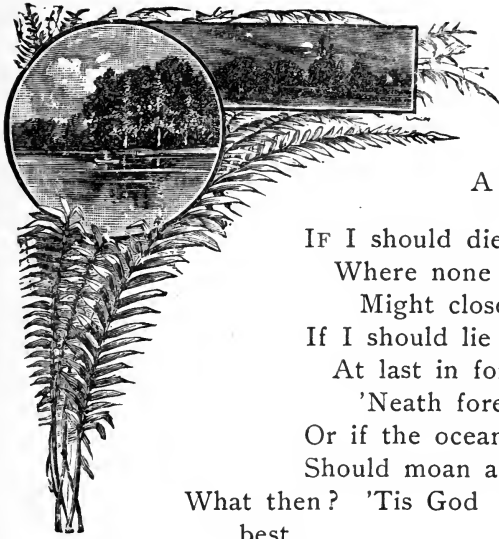 A
IF I should die
Where none
Might close
If I should lie
At last in for
'Neath fore
Or if the ocean
Should moan a
What then? 'Tis God
best